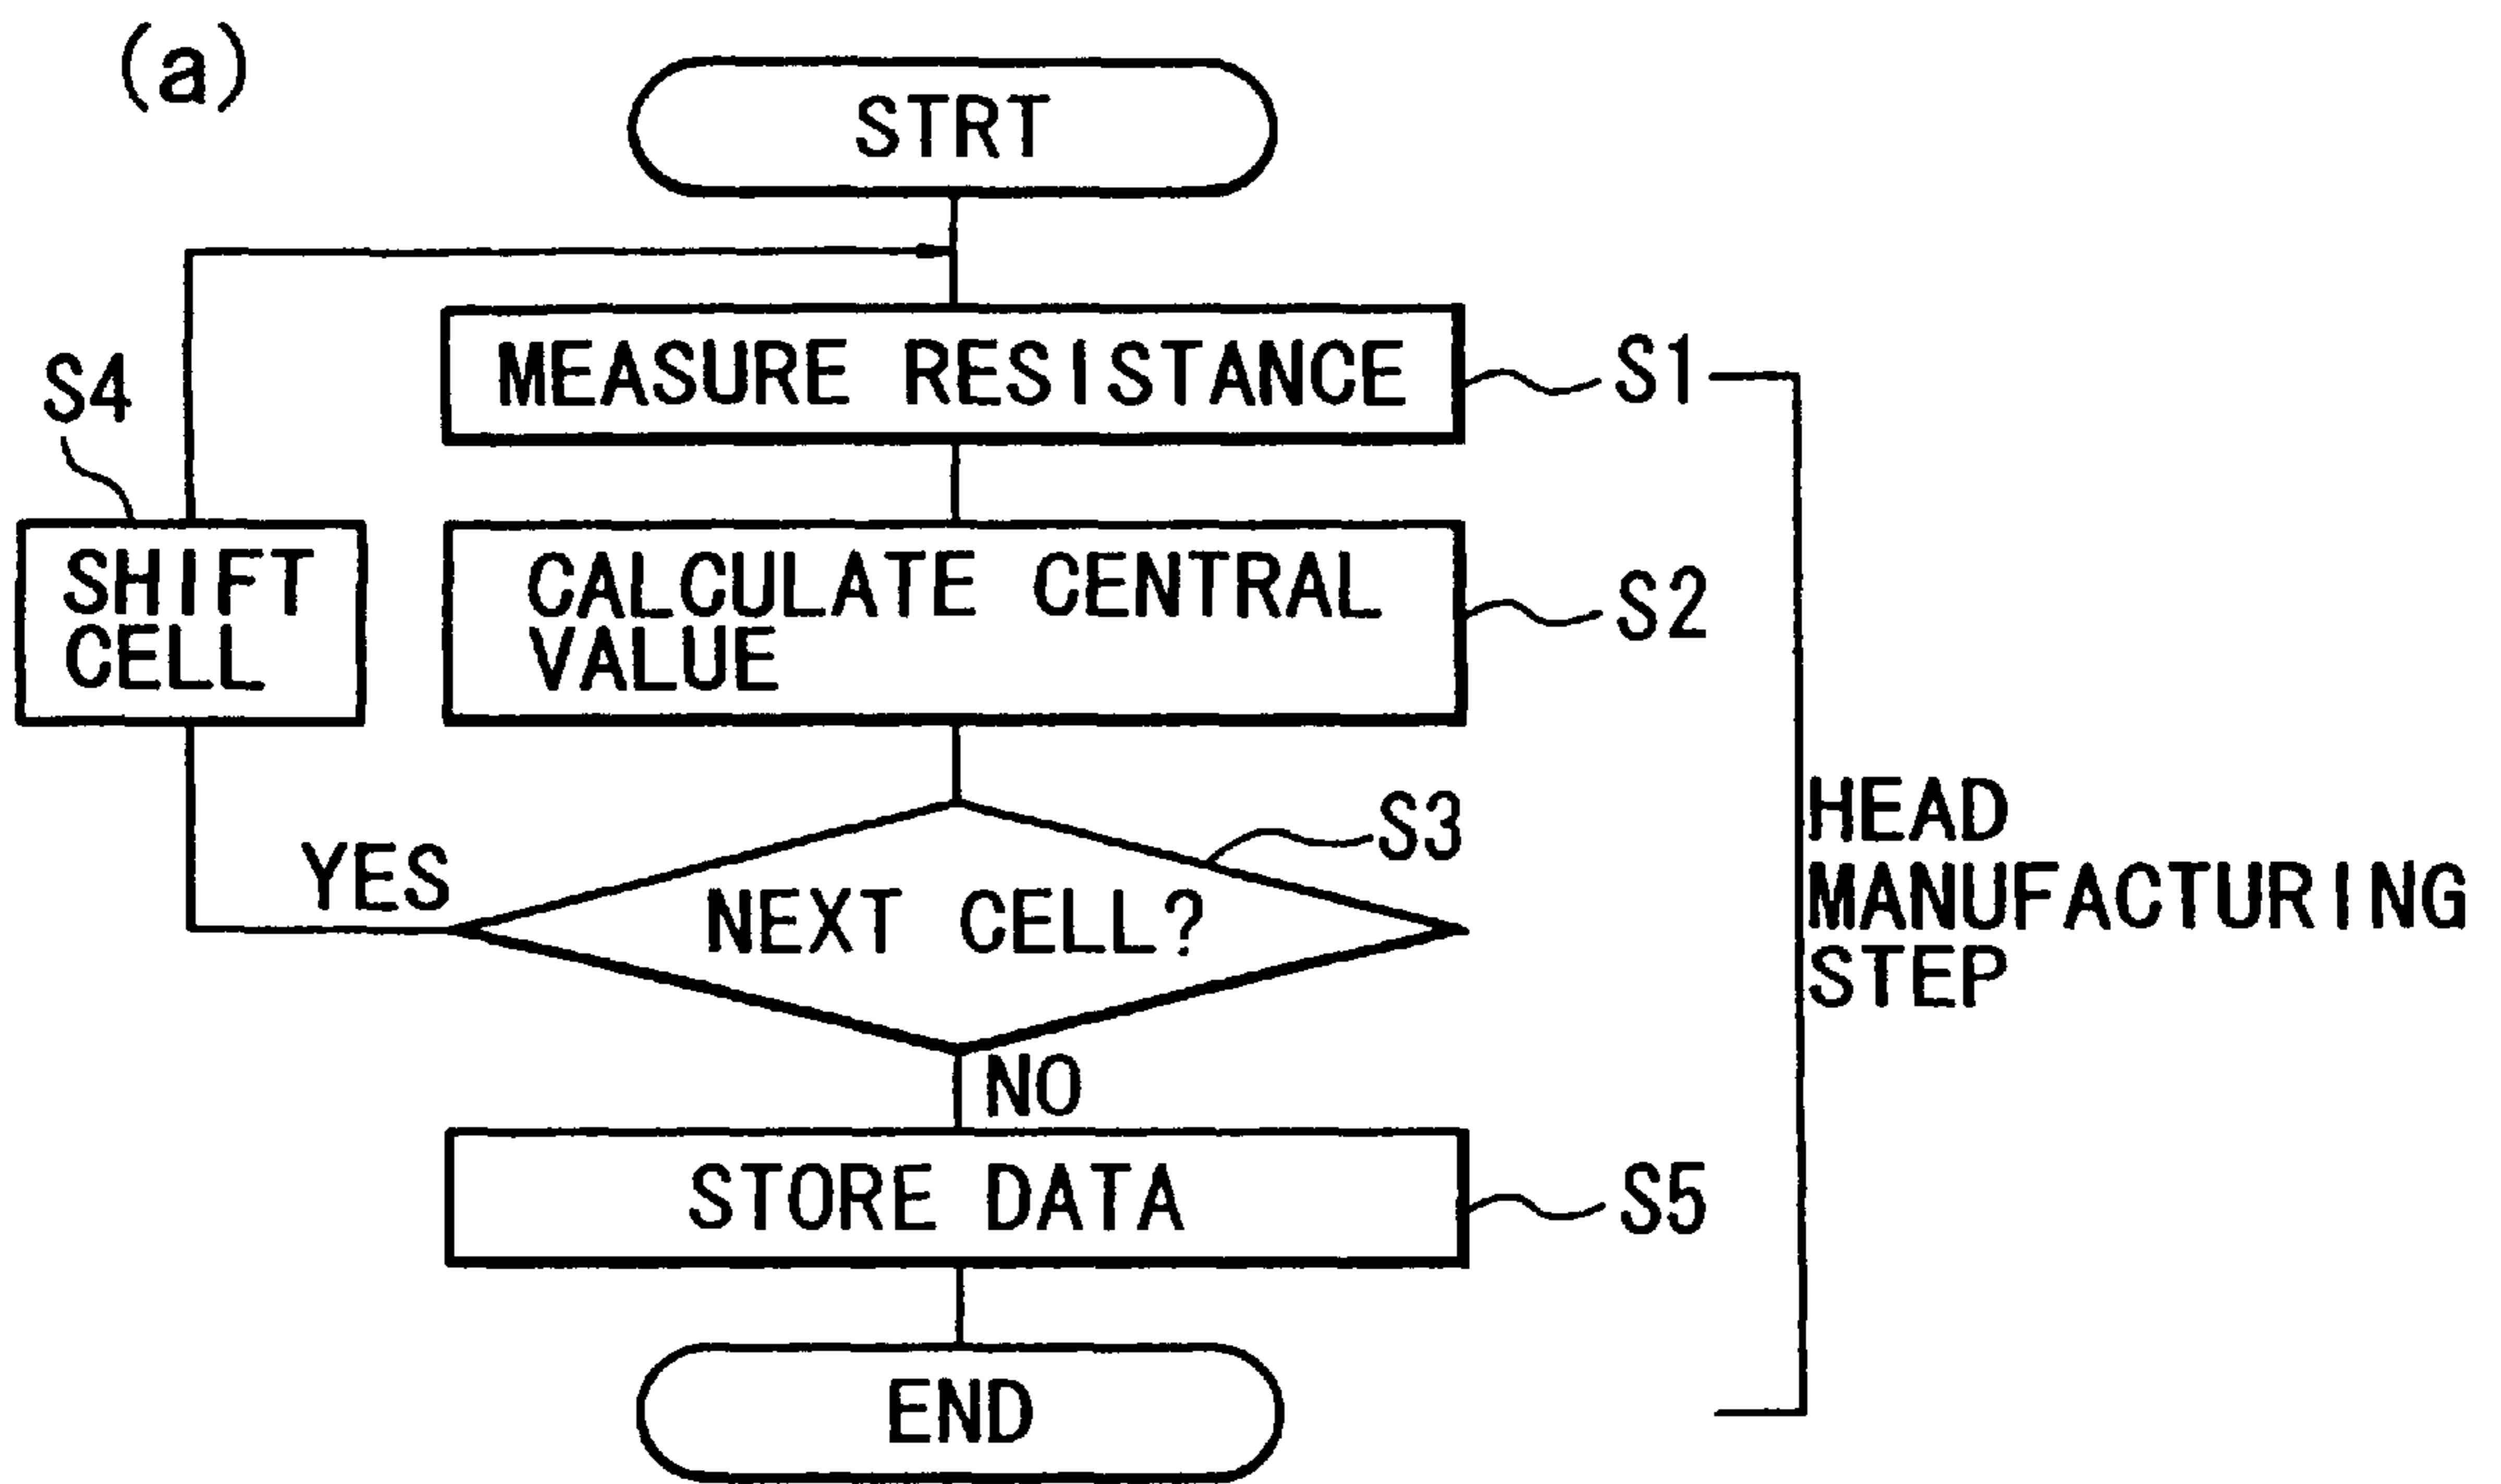 (a)
STRT
MEASURE RESISTANCE
S1
S4
SHIFT
CELL
CALCULATE CENTRAL
VALUE
S2
S3
YES
NEXT CELL?
HEAD
MANUFACTURING
STEP
NO
STORE DATA
S5
END